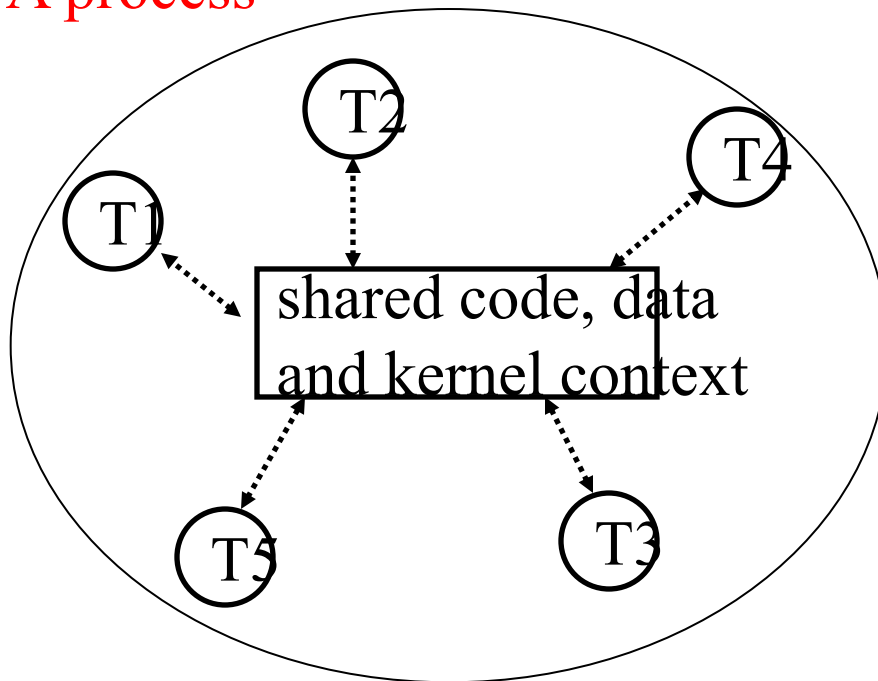 A process
T2
T4
T1
shared code, data
and kernel context
T5
T3